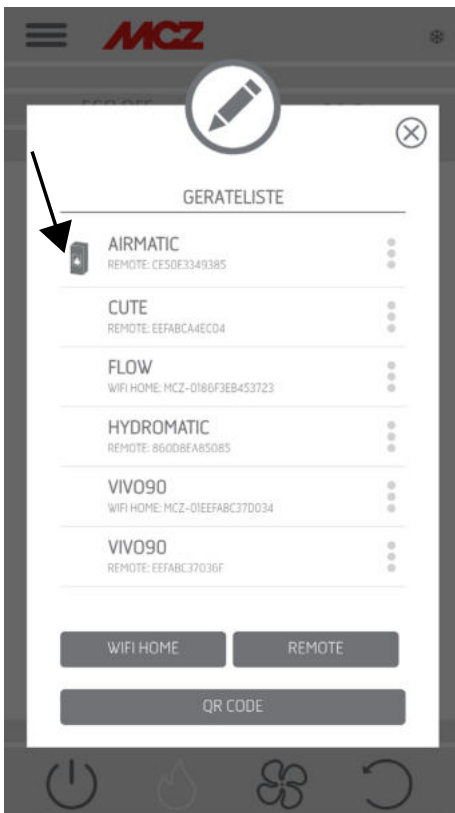 MCZ
GERATELISTE
AIRMATIC
REMOTE: CE50E3349385
CUTE
REMOTE: EEFABCA4EC04
FLOW
WIFI HOME: MCZ-0186F3EB453723
HYDROMATIC
REMOTE: 860D8EA85085
VIVO90
WIFI HOME: MCZ-01EEFABC37D034
VIVO90
REMOTE: EEFABC37036F
WIFI HOME
REMOTE
QR CODE